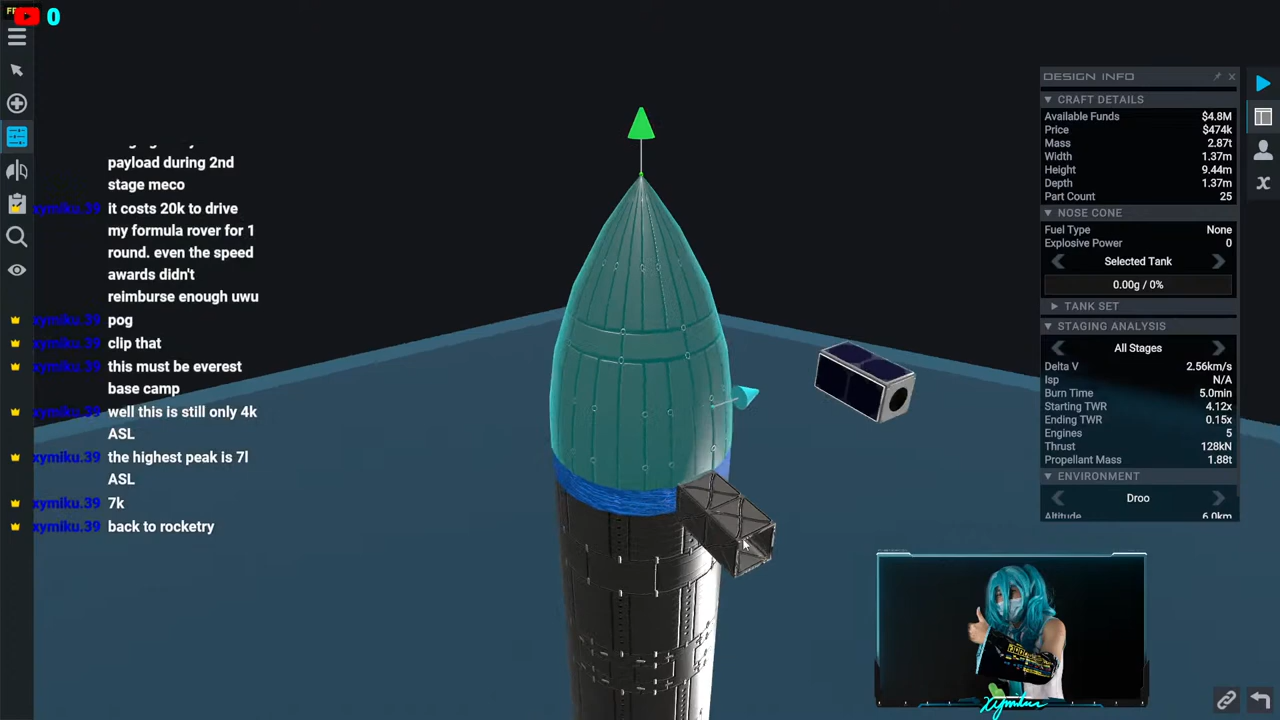 0
payload during 2nd
stage meco
xymiku.39 it costs 20k to drive
my formula rover for 1
round. even the speed
awards didn't
reimburse enough uwu
xymiku.39 pog
xymiku.39 clip that
xymiku.39 this must be everest
base camp
xymiku.39 well this is still only 4k
ASL
xymiku.39 the highest peak is 7l
ASL
xymiku.39 7k
xymiku.39 back to rocketry
DESIGN INFO
CRAFT DETAILS
Available Funds $4.8M
Price $474k
Mass 2.87t
Width 1.37m
Height 9.44m
Depth 1.37m
Part Count 25
NOSE CONE
Fuel Type None
Explosive Power 0
Selected Tank
0.00g / 0%
TANK SET
STAGING ANALYSIS
All Stages
Delta V 2.56km/s
Isp N/A
Burn Time 5.0min
Starting TWR 4.12x
Ending TWR 0.15x
Engines 5
Thrust 128kN
Propellant Mass 1.88t
ENVIRONMENT
Droo
Altitude 6.0km
xymiku